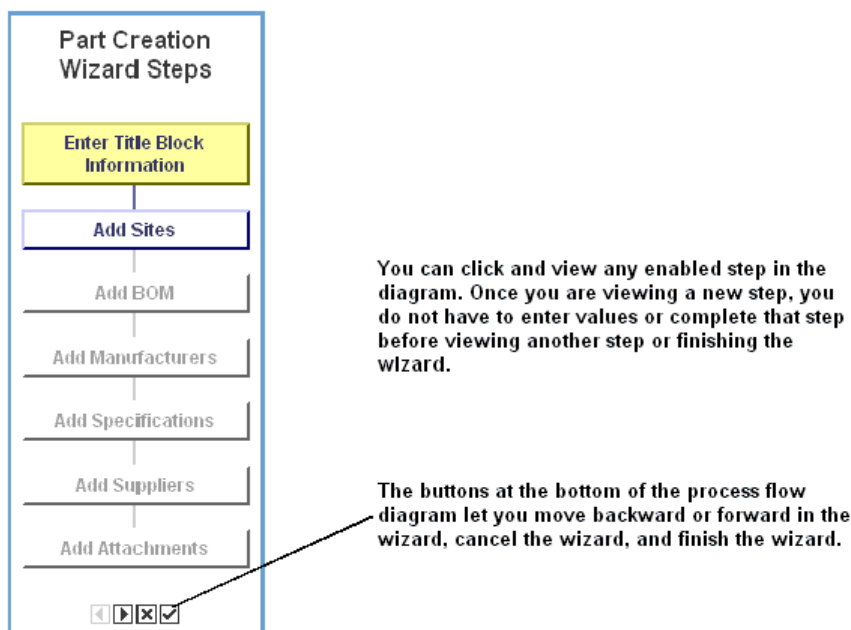 Part Creation
Wizard Steps
Enter Title Block
Information
Add Sites
Add BOM
Add Manufacturers
Add Specifications
Add Suppliers
Add Attachments
You can click and view any enabled step in the
diagram. Once you are viewing a new step, you
do not have to enter values or complete that step
before viewing another step or finishing the
wizard.
The buttons at the bottom of the process flow
diagram let you move backward or forward in the
wizard, cancel the wizard, and finish the wizard.